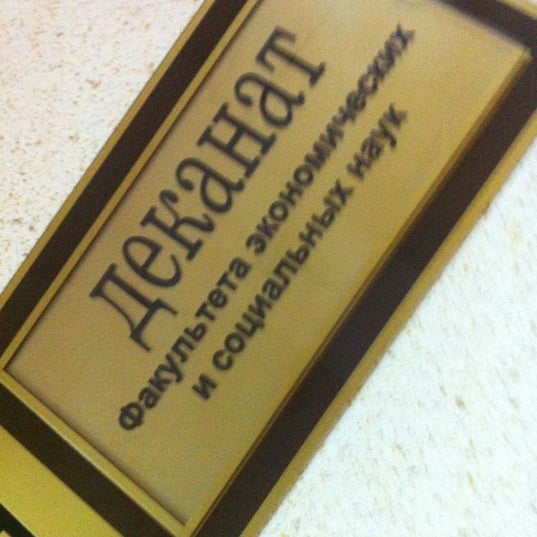 Деканат
Факультета экономических
и социальных наук